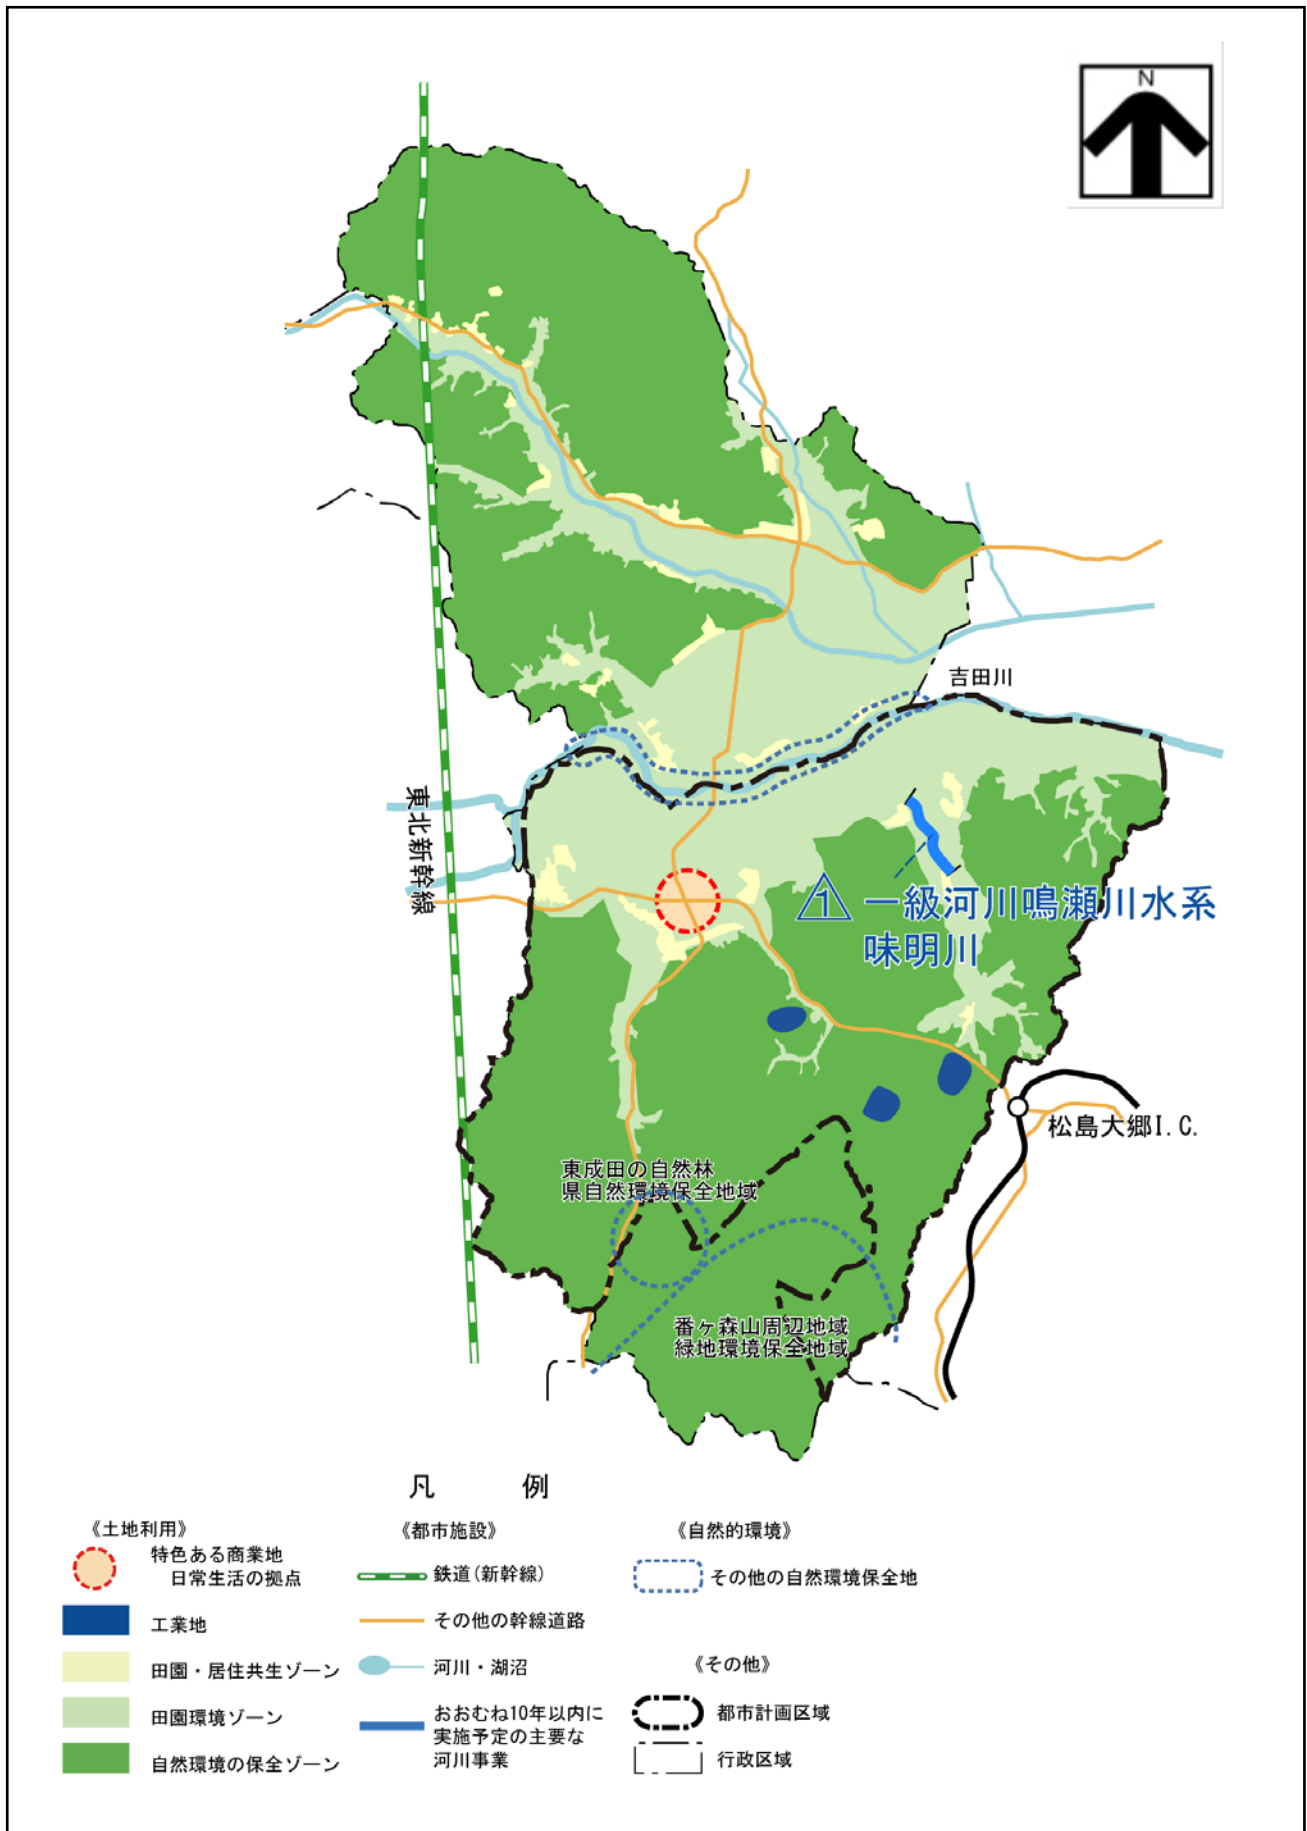 N
吉田川
東北新幹線
1 一級河川鳴瀬川水系
味明川
松島大郷I.C.
東成田の自然林
県自然環境保全地域
番ヶ森山周辺地域
緑地環境保全地域
凡 例
《土地利用》
特色ある商業地
日常生活の拠点
工業地
田園・居住共生ゾーン
田園環境ゾーン
自然環境の保全ゾーン
《都市施設》
鉄道(新幹線)
その他の幹線道路
河川・湖沼
おおむね10年以内に
実施予定の主要な
河川事業
《自然的環境》
その他の自然環境保全地
《その他》
都市計画区域
行政区域